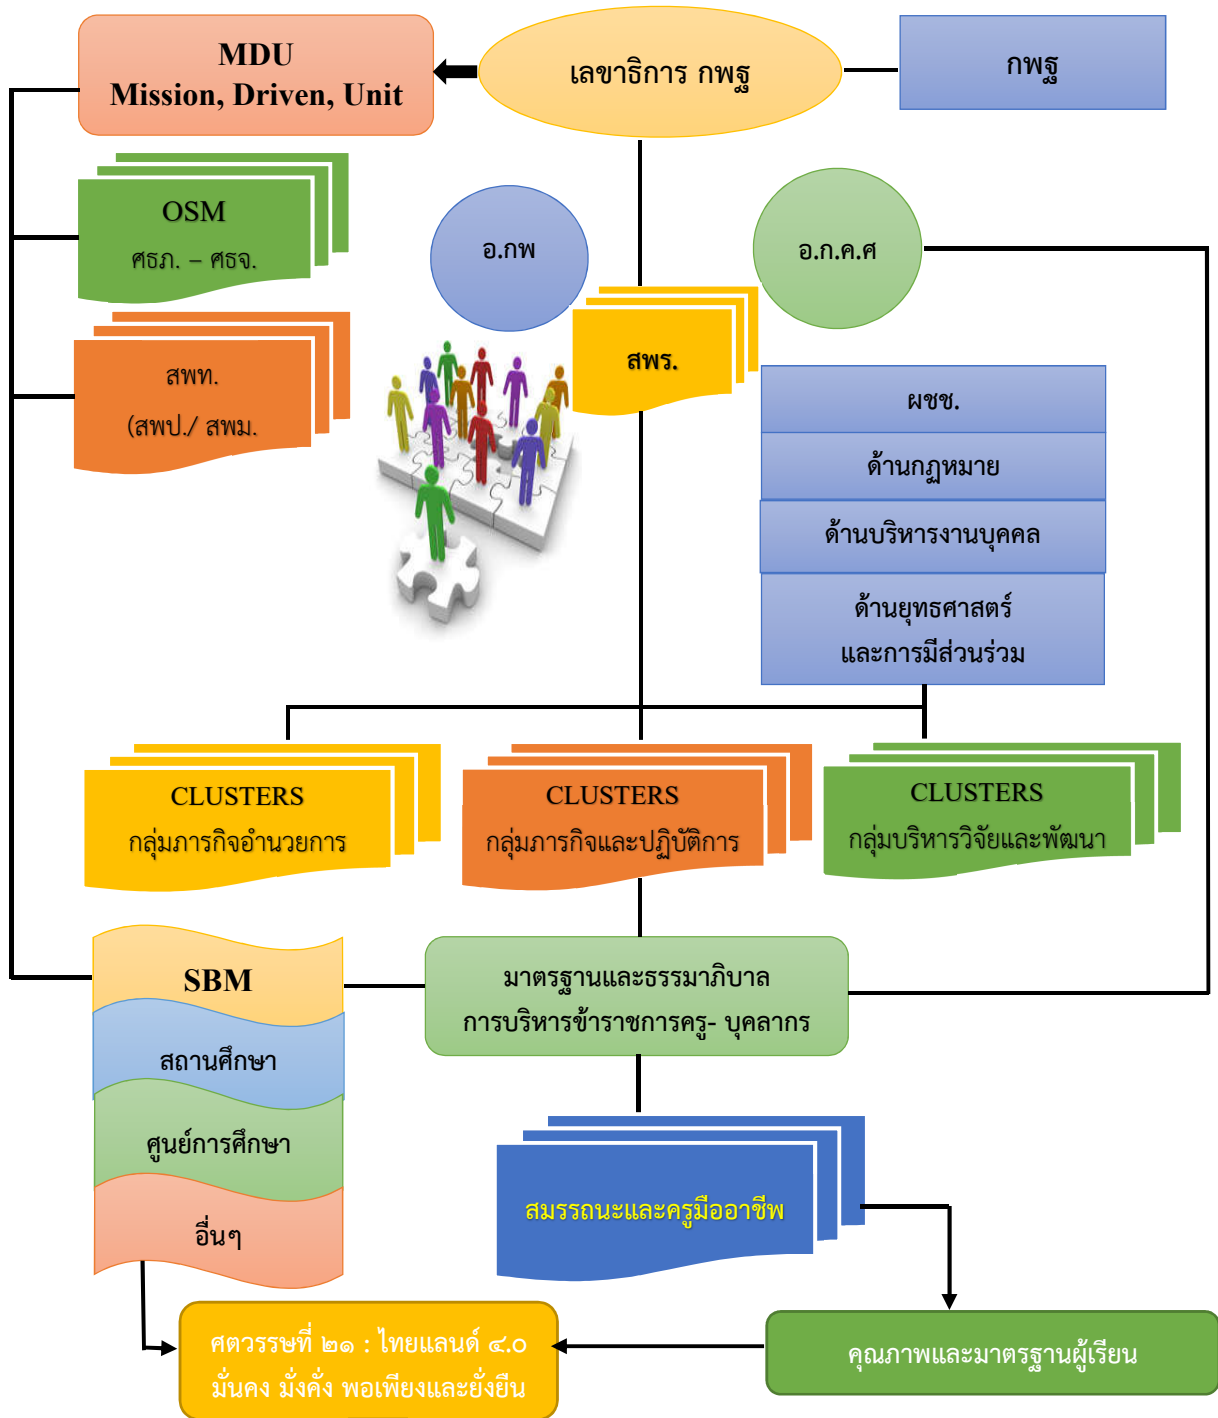 MDU
Mission, Driven, Unit
เลขาธิการ กพฐ
กพฐ
OSM
ศธภ. – ศธจ.
อ.กพ
อ.ก.ค.ศ
สพท.
(สพป./ สพม.
สพร.
ผชช.
ด้านกฎหมาย
ด้านบริหารงานบุคคล
ด้านยุทธศาสตร์
และการมีส่วนร่วม
CLUSTERS
กลุ่มภารกิจอำนวยการ
CLUSTERS
กลุ่มภารกิจและปฏิบัติการ
CLUSTERS
กลุ่มบริหารวิจัยและพัฒนา
SBM
สถานศึกษา
ศูนย์การศึกษา
อื่นๆ
มาตรฐานและธรรมาภิบาล
การบริหารข้าราชการครู- บุคลากร
สมรรถนะและครูมืออาชีพ
ศตวรรษที่ ๒๑ : ไทยแลนด์ ๔.๐
มั่นคง มั่งคั่ง พอเพียงและยั่งยืน
คุณภาพและมาตรฐานผู้เรียน